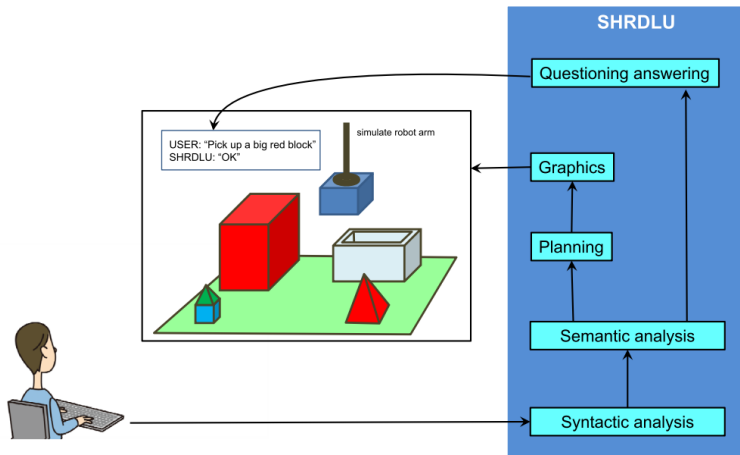 SHRDLU
Questioning answering
simulate robot arm
USER: “Pick up a big red block”
SHRDLU: “OK”
Graphics
Planning
Semantic analysis
Syntactic analysis